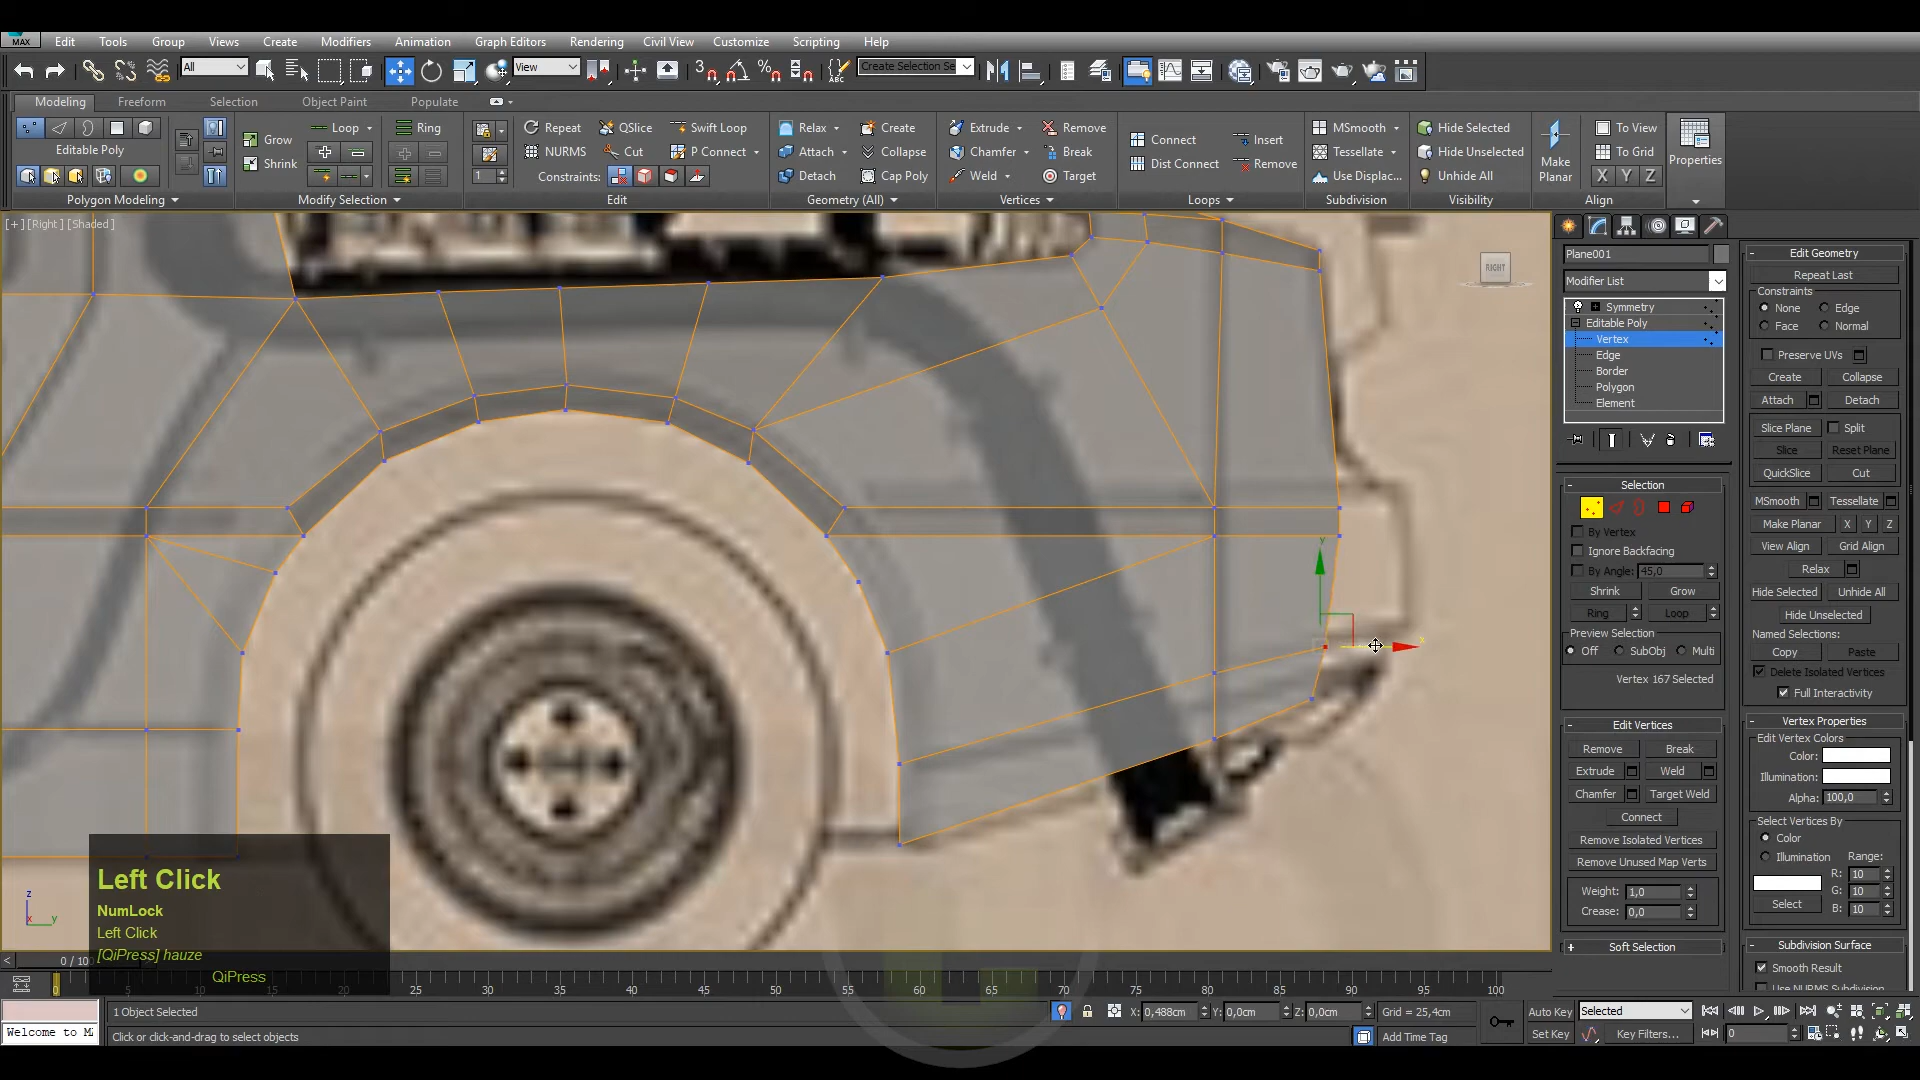 MAX
Edit Tools Group Views Create Modifiers Animation Graph Editors Rendering Civil View Customize Scripting Help
All View Create Selection Se
Modeling Freeform Selection Object Paint Populate
Loop Ring Repeat QSlice Swift Loop Relax Create Extrude Remove MSmooth Hide Selected To View
Grow Connect Insert
Editable Poly NURMS Cut P Connect Attach Collapse Chamfer Break Tessellate Hide Unselected To Grid
Shrink Dist Connect Remove Make Planar Properties
1 Constraints: Detach Cap Poly Weld Target Use Displac... Unhide All X Y Z
Polygon Modeling Modify Selection Edit Geometry (All) Vertices Loops Subdivision Visibility Align
[+] [Right] [Shaded]
RIGHT
Plane001
Modifier List
Symmetry
Editable Poly
Vertex
Edge
Border
Polygon
Element
Selection
By Vertex
Ignore Backfacing
By Angle: 45,0
Shrink Grow
Ring Loop
Preview Selection
Off SubObj Multi
Vertex 167 Selected
Edit Vertices
Remove Break
Extrude Weld
Chamfer Target Weld
Connect
Remove Isolated Vertices
Remove Unused Map Verts
Weight: 1,0
Crease: 0,0
Soft Selection
Edit Geometry
Repeat Last
Constraints
None Edge
Face Normal
Preserve UVs
Create Collapse
Attach Detach
Slice Plane Split
Slice Reset Plane
QuickSlice Cut
MSmooth Tessellate
Make Planar X Y Z
View Align Grid Align
Relax
Hide Selected Unhide All
Hide Unselected
Named Selections:
Copy Paste
Delete Isolated Vertices
Full Interactivity
Vertex Properties
Edit Vertex Colors
Color:
Illumination:
Alpha: 100,0
Select Vertices By
Color
Illumination Range:
R: 10
G: 10
Select B: 10
Subdivision Surface
Smooth Result
Use NURMS Subdivision
y
z
x y
Left Click
NumLock
Left Click
[QiPress] hauze
QiPress
0 / 100
0 20 25 30 35 40 45 50 55 60 65 70 75 80 85 90 95 100
1 Object Selected X: 0,488cm Y: 0,0cm Z: 0,0cm Grid = 25,4cm Auto Key Selected
Welcome to M Click or click-and-drag to select objects Add Time Tag Set Key Key Filters... 0